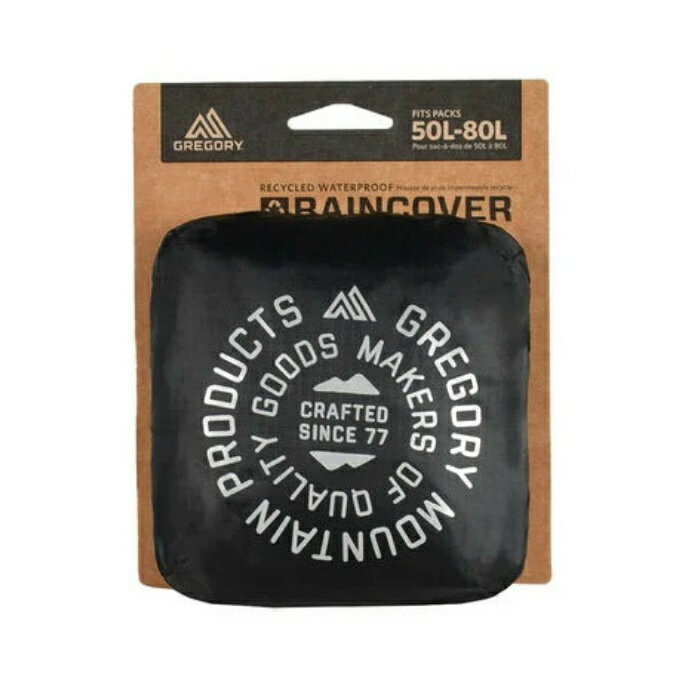 GREGORY.
FITS PACKS
50L-80L
Pour sac-à-dos de 50L à 80L
RECYCLED WATERPROOF Housse de pluie imperméable recyclé
RAINCOVER
GREGORY MOUNTAIN PRODUCTS
MAKERS OF QUALITY GOODS
CRAFTED
SINCE 77